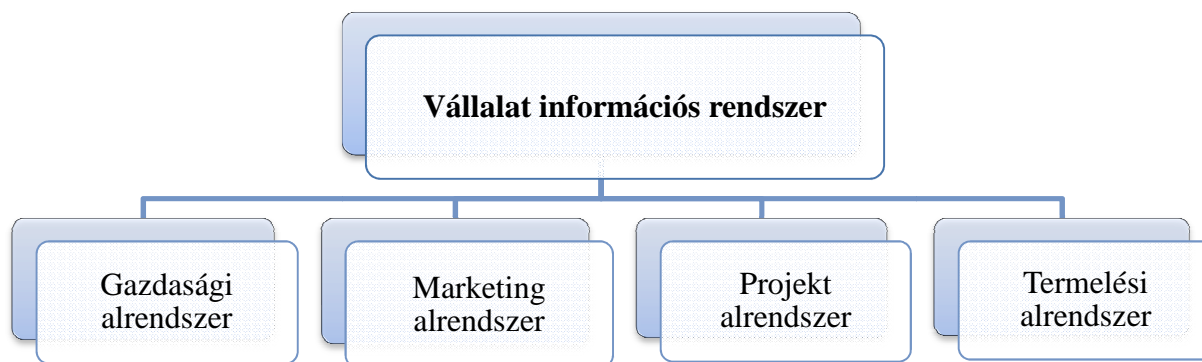 Vállalat információs rendszer
Gazdasági
alrendszer
Marketing
alrendszer
Projekt
alrendszer
Termelési
alrendszer